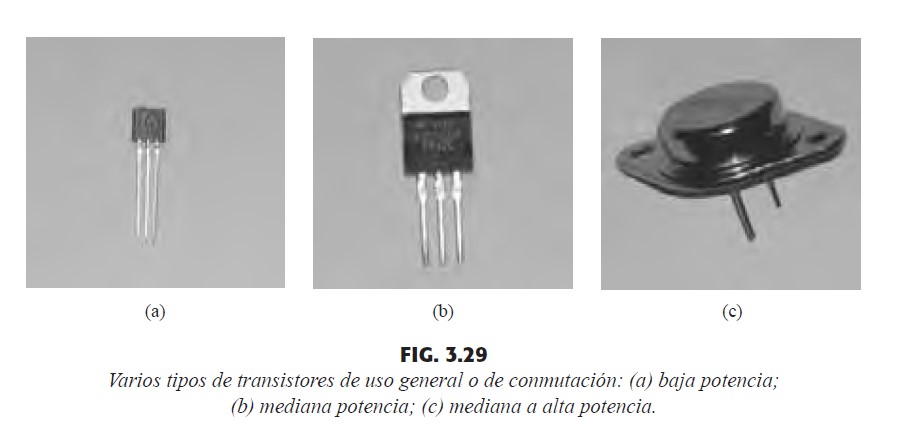 (a)
(b)
(c)
FIG. 3.29
Varios tipos de transistores de uso general o de conmutación: (a) baja potencia;
(b) mediana potencia; (c) mediana a alta potencia.